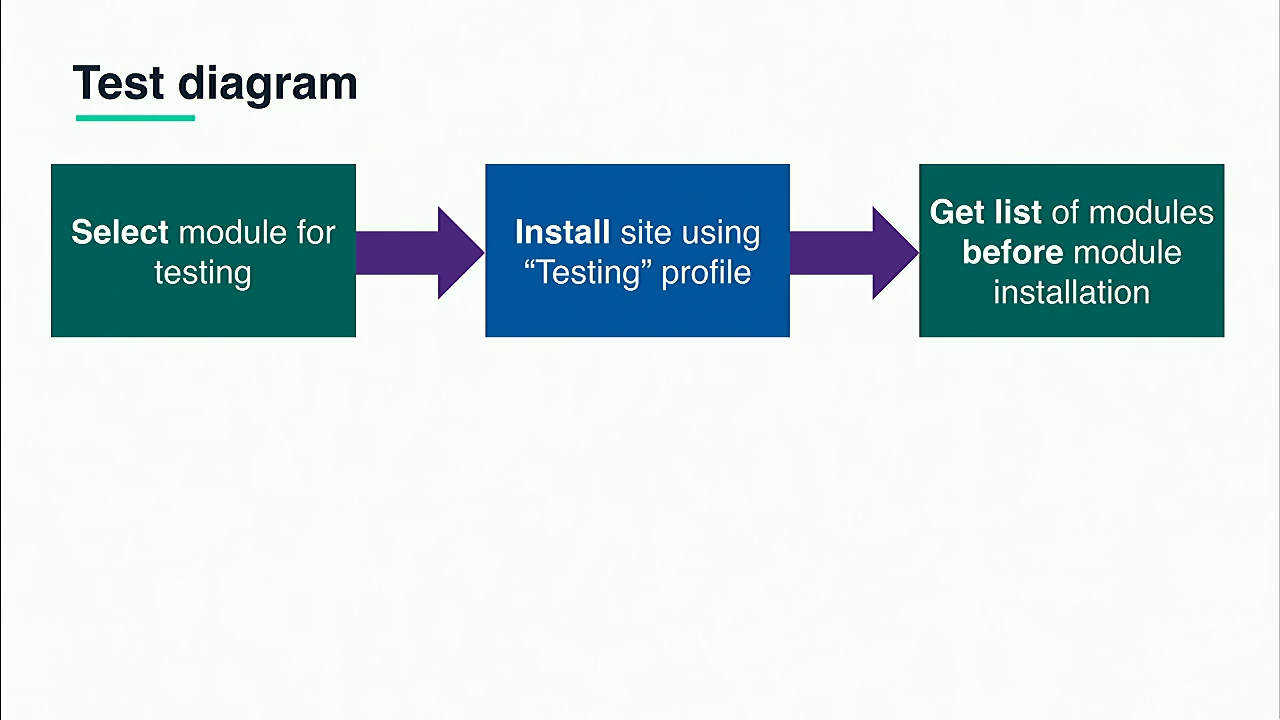 Test diagram
Select module for
testing
Install site using
“Testing” profile
Get list of modules
before module
installation